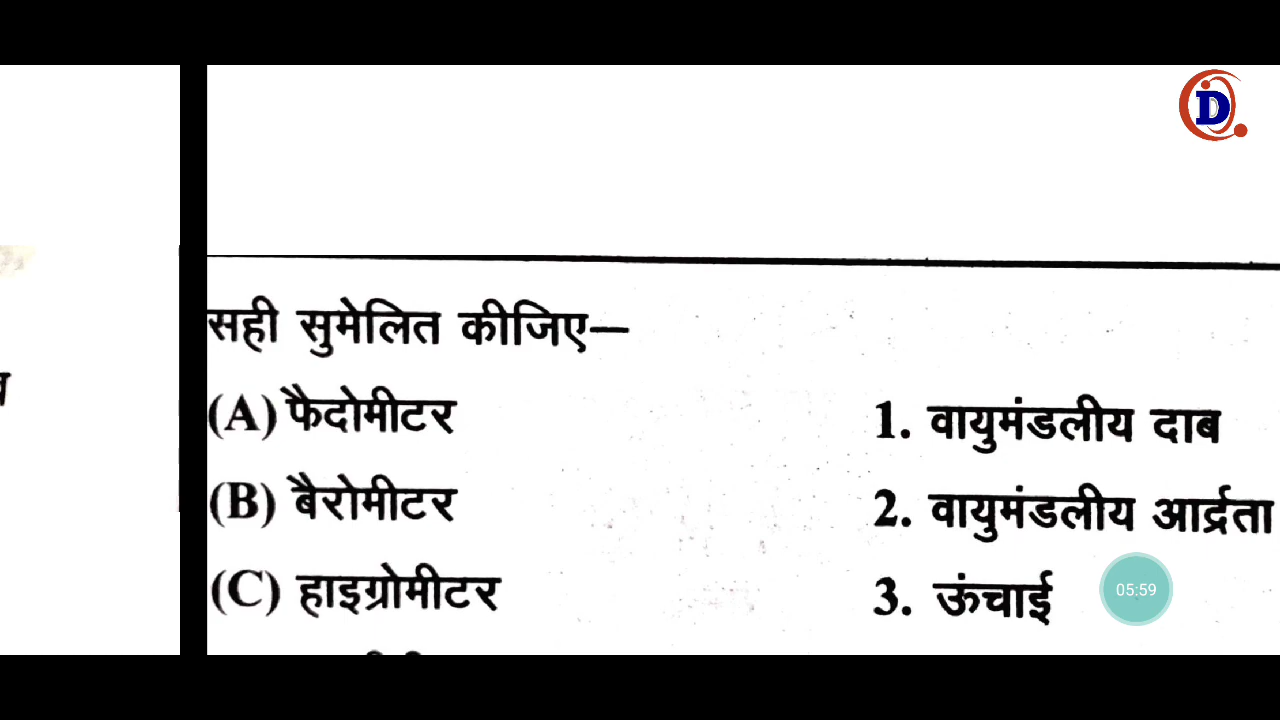 D
सही सुमेलित कीजिए—
(A) फैदोमीटर 1. वायुमंडलीय दाब
(B) बैरोमीटर 2. वायुमंडलीय आर्द्रता
(C) हाइग्रोमीटर 3. ऊंचाई
05:59